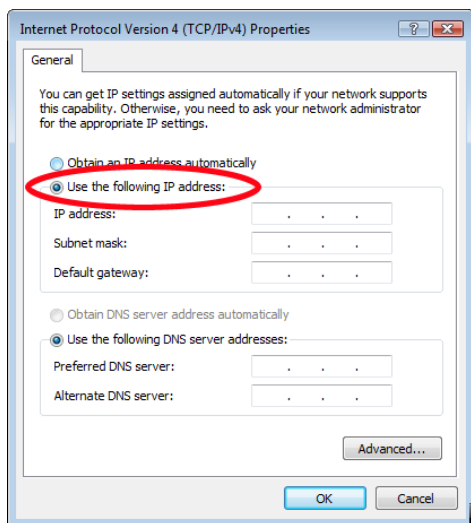 Internet Protocol Version 4 (TCP/IPv4) Properties
General
You can get IP settings assigned automatically if your network supports
this capability. Otherwise, you need to ask your network administrator
for the appropriate IP settings.
Obtain an IP address automatically
Use the following IP address:
IP address:
Subnet mask:
Default gateway:
Obtain DNS server address automatically
Use the following DNS server addresses:
Preferred DNS server:
Alternate DNS server:
Advanced...
OK Cancel